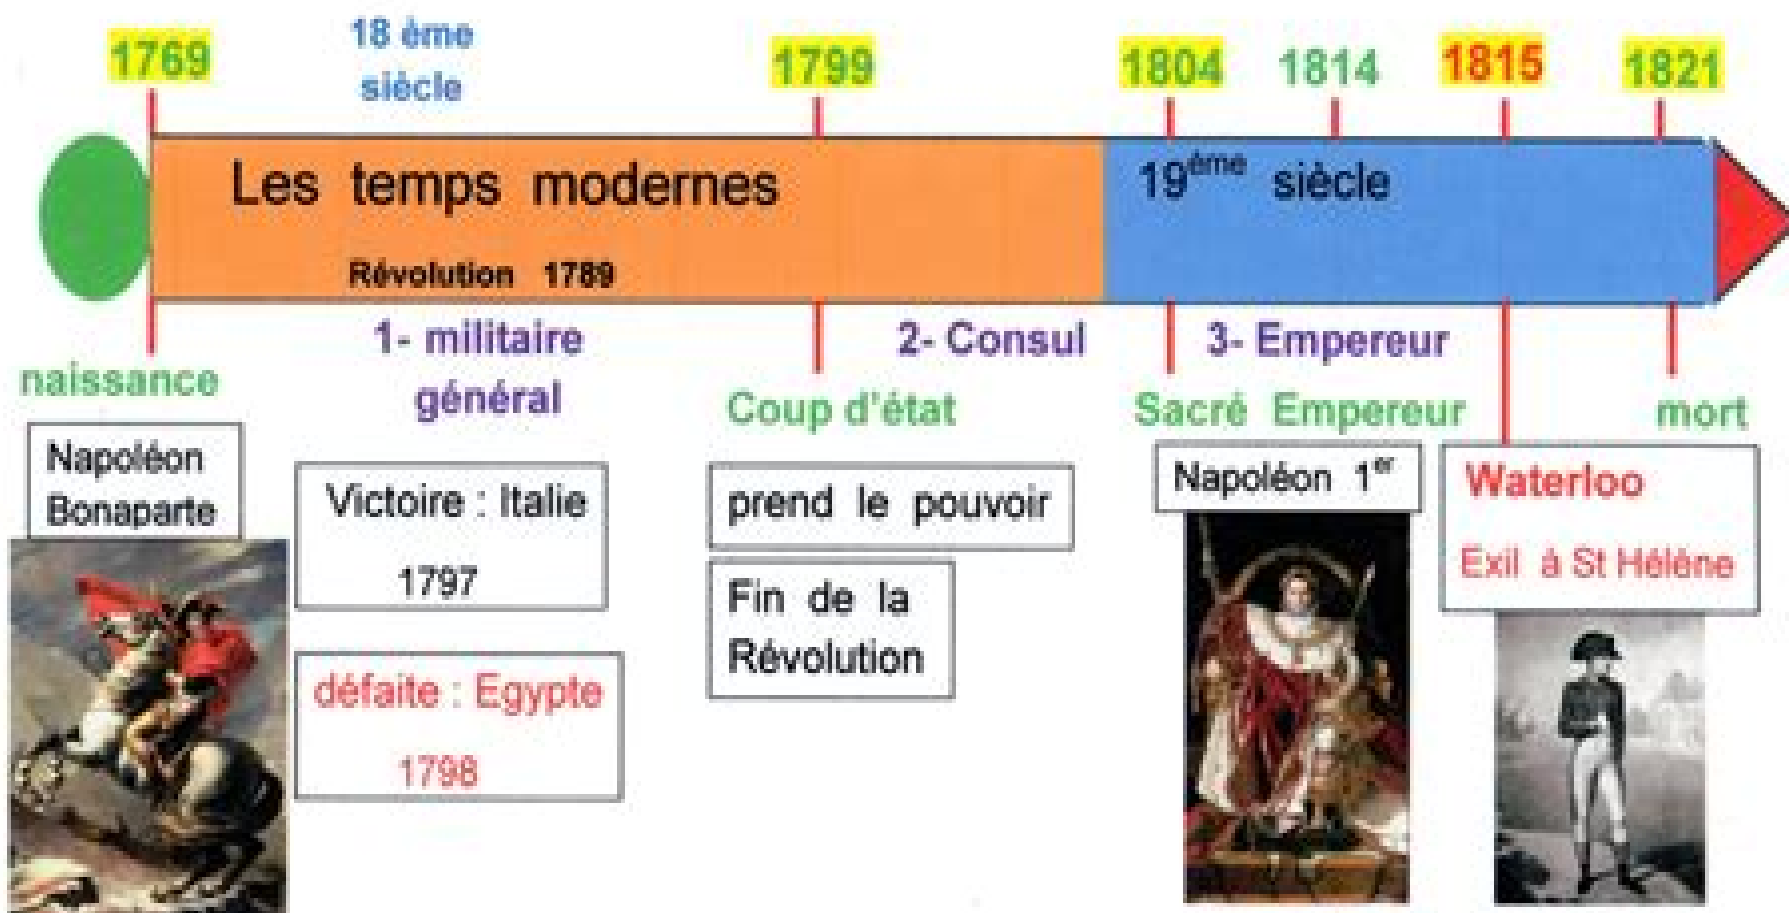 1769
18 ème
siècle
1799
1804
1814
1815
1821
Les temps modernes
19ème siècle
Révolution 1789
1- militaire
général
2- Consul
3- Empereur
naissance
Coup d'état
Sacré Empereur
mort
Napoléon
Bonaparte
Victoire : Italie
1797
défaite : Egypte
1798
prend le pouvoir
Fin de la
Révolution
Napoléon 1er
Waterloo
Exil à St Hélène